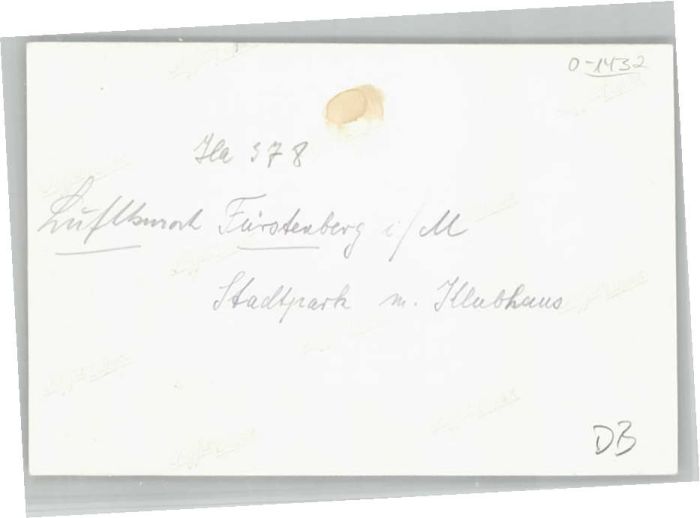 0-1432
Ila 378
Luftkurort Fürstenberg i/M
Stadtpark m. Klubhaus
DB